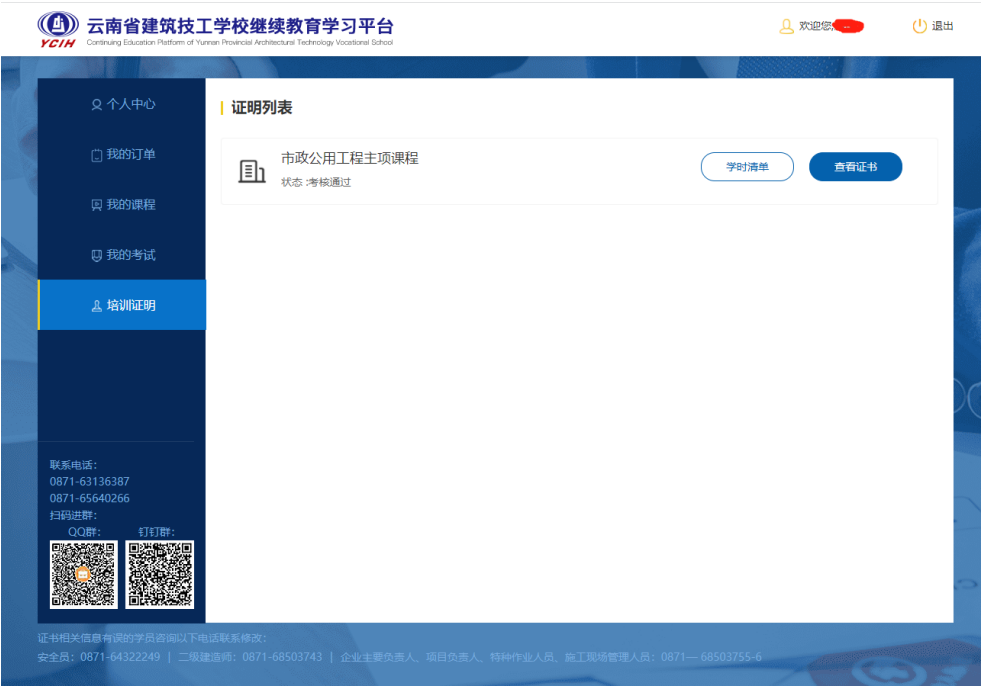 云南省建筑技工学校继续教育学习平台
Continuing Education Platform of Yunnan Provincial Architectural Technology Vocational School
YCIH
欢迎您,
退出
个人中心
我的订单
我的课程
我的考试
培训证明
证明列表
市政公用工程主项课程
状态 :考核通过
学时清单
查看证书
联系电话：
0871-63136387
0871-65640266
扫码进群：
QQ群： 钉钉群：
证书相关信息有误的学员咨询以下电话联系修改：
安全员：0871-64322249 | 二级建造师：0871-68503743 | 企业主要负责人、项目负责人、特种作业人员、施工现场管理人员：0871— 68503755-6